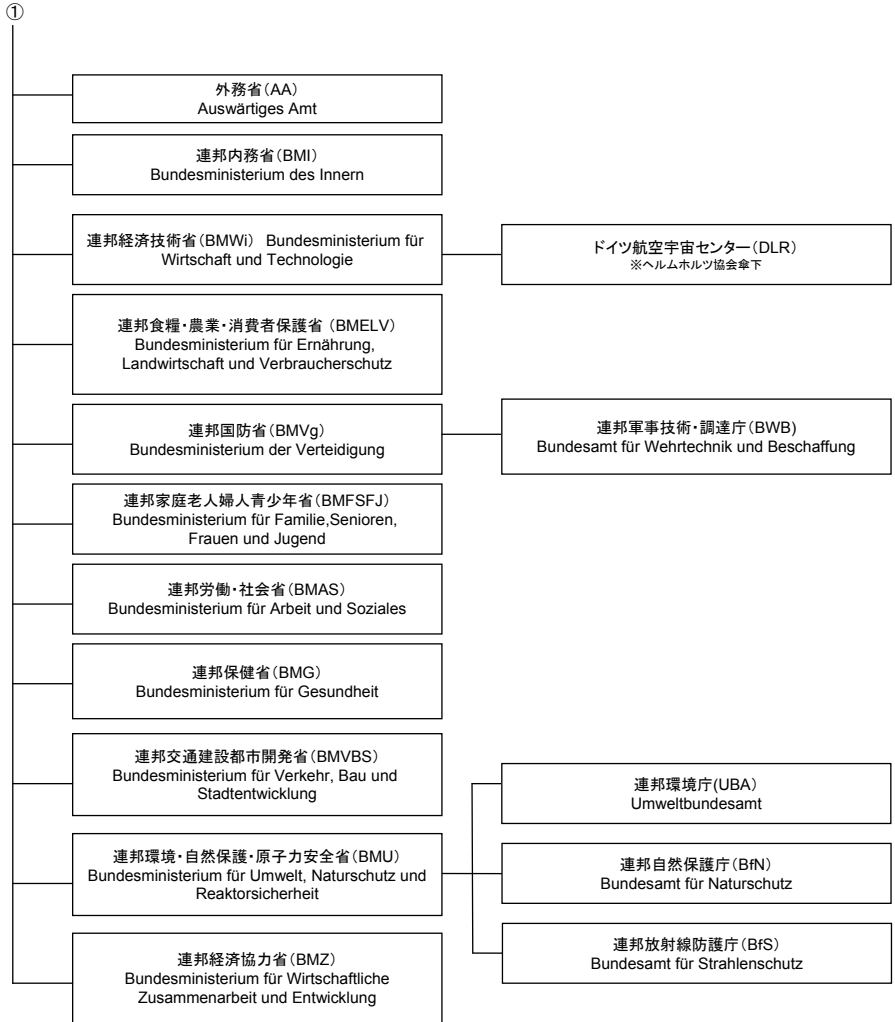 ①
外務省(AA)
Auswärtiges Amt
連邦内務省(BMI)
Bundesministerium des Innern
連邦経済技術省(BMWi) Bundesministerium für
Wirtschaft und Technologie
ドイツ航空宇宙センター(DLR)
※ヘルムホルツ協会傘下
連邦食糧・農業・消費者保護省 (BMELV)
Bundesministerium für Ernährung,
Landwirtschaft und Verbraucherschutz
連邦国防省(BMVg)
Bundesministerium der Verteidigung
連邦軍事技術・調達庁(BWB)
Bundesamt für Wehrtechnik und Beschaffung
連邦家庭老人婦人青少年省(BMFSFJ)
Bundesministerium für Familie,Senioren,
Frauen und Jugend
連邦労働・社会省(BMAS)
Bundesministerium für Arbeit und Soziales
連邦保健省(BMG)
Bundesministerium für Gesundheit
連邦交通建設都市開発省(BMVBS)
Bundesministerium für Verkehr, Bau und
Stadtentwicklung
連邦環境・自然保護・原子力安全省(BMU)
Bundesministerium für Umwelt, Naturschutz und
Reaktorsicherheit
連邦環境庁(UBA)
Umweltbundesamt
連邦自然保護庁(BfN)
Bundesamt für Naturschutz
連邦放射線防護庁(BfS)
Bundesamt für Strahlenschutz
連邦経済協力省(BMZ)
Bundesministerium für Wirtschaftliche
Zusammenarbeit und Entwicklung